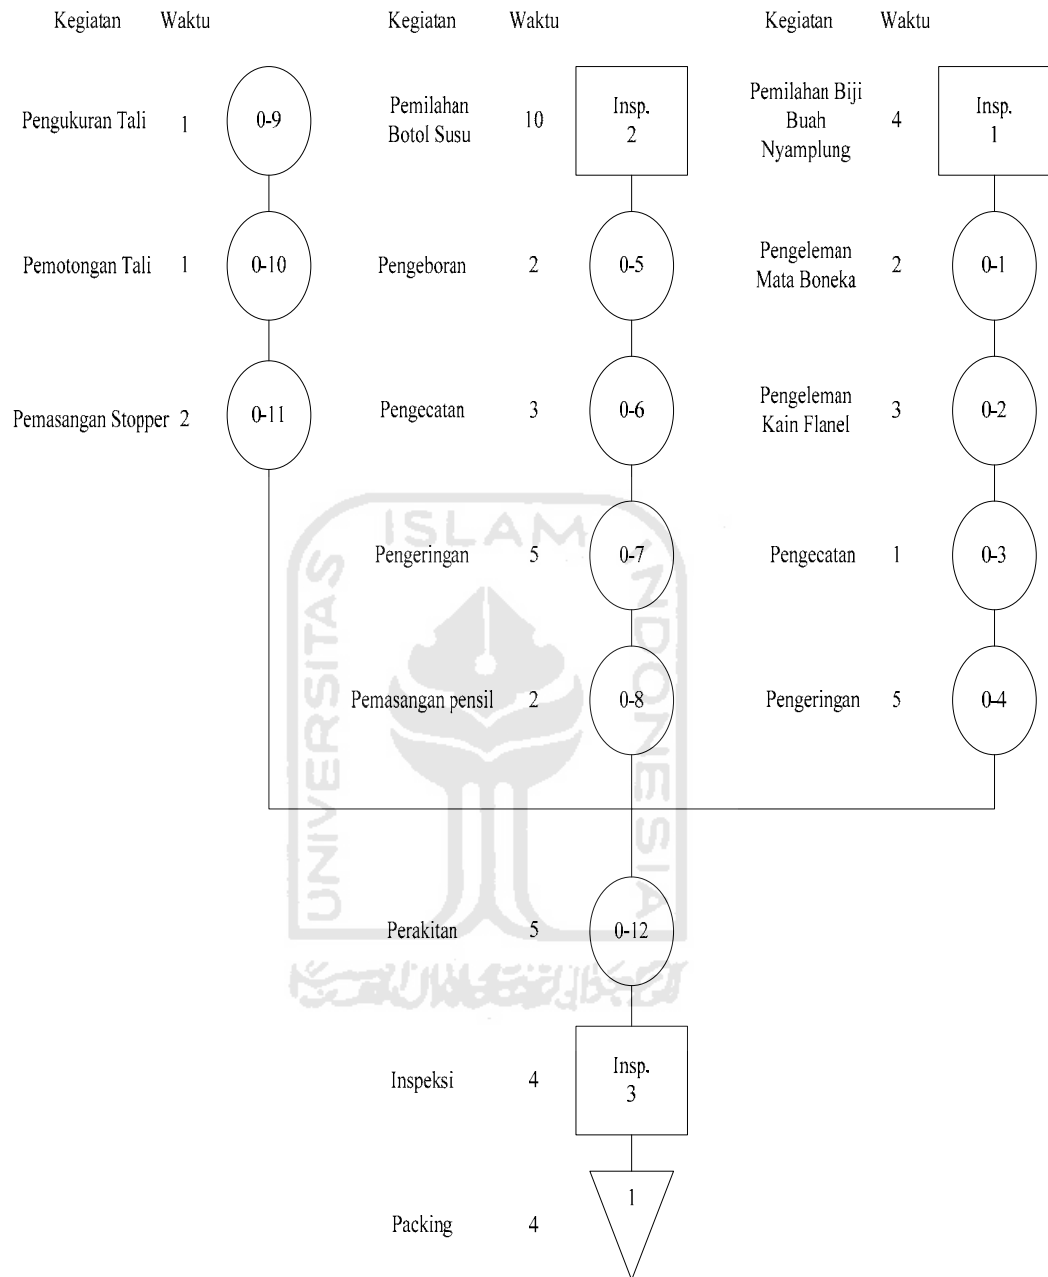 Kegiatan Waktu Kegiatan Waktu Kegiatan Waktu
Pengukuran Tali 1 0-9
Pemotongan Tali 1 0-10
Pemasangan Stopper 2 0-11
Pemilahan
Botol Susu
10
Insp.
2
Pengeboran 2 0-5
Pengecatan 3 0-6
Pengeringan 5 0-7
Pemasangan pensil 2 0-8
Pemilahan Biji
Buah
Nyamplung
4
Insp.
1
Pengeleman
Mata Boneka
2
0-1
Pengeleman
Kain Flanel
3
0-2
Pengecatan 1 0-3
Pengeringan 5 0-4
Perakitan 5 0-12
Inspeksi 4
Insp.
3
Packing 4 1
UNIVERSITAS
ISLAM
INDONESIA